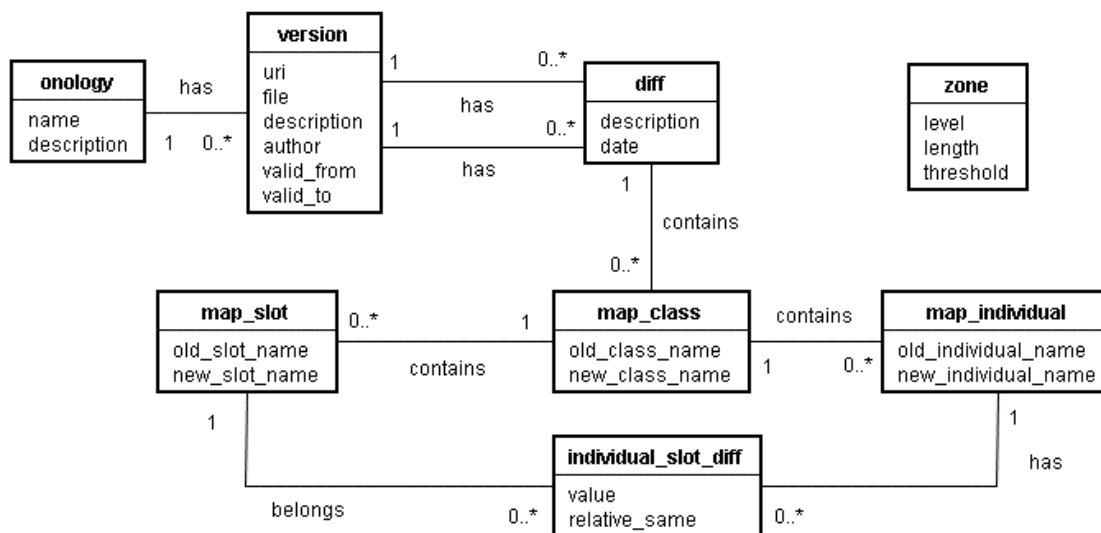 onology
name
description
has
1
0..*
version
uri
file
description
author
valid_from
valid_to
1
0..*
has
1
0..*
has
diff
description
date
zone
level
length
threshold
1
contains
0..*
map_slot
old_slot_name
new_slot_name
0..*
1
contains
map_class
old_class_name
new_class_name
contains
1
0..*
map_individual
old_individual_name
new_individual_name
1
belongs
0..*
individual_slot_diff
value
relative_same
0..*
1
has